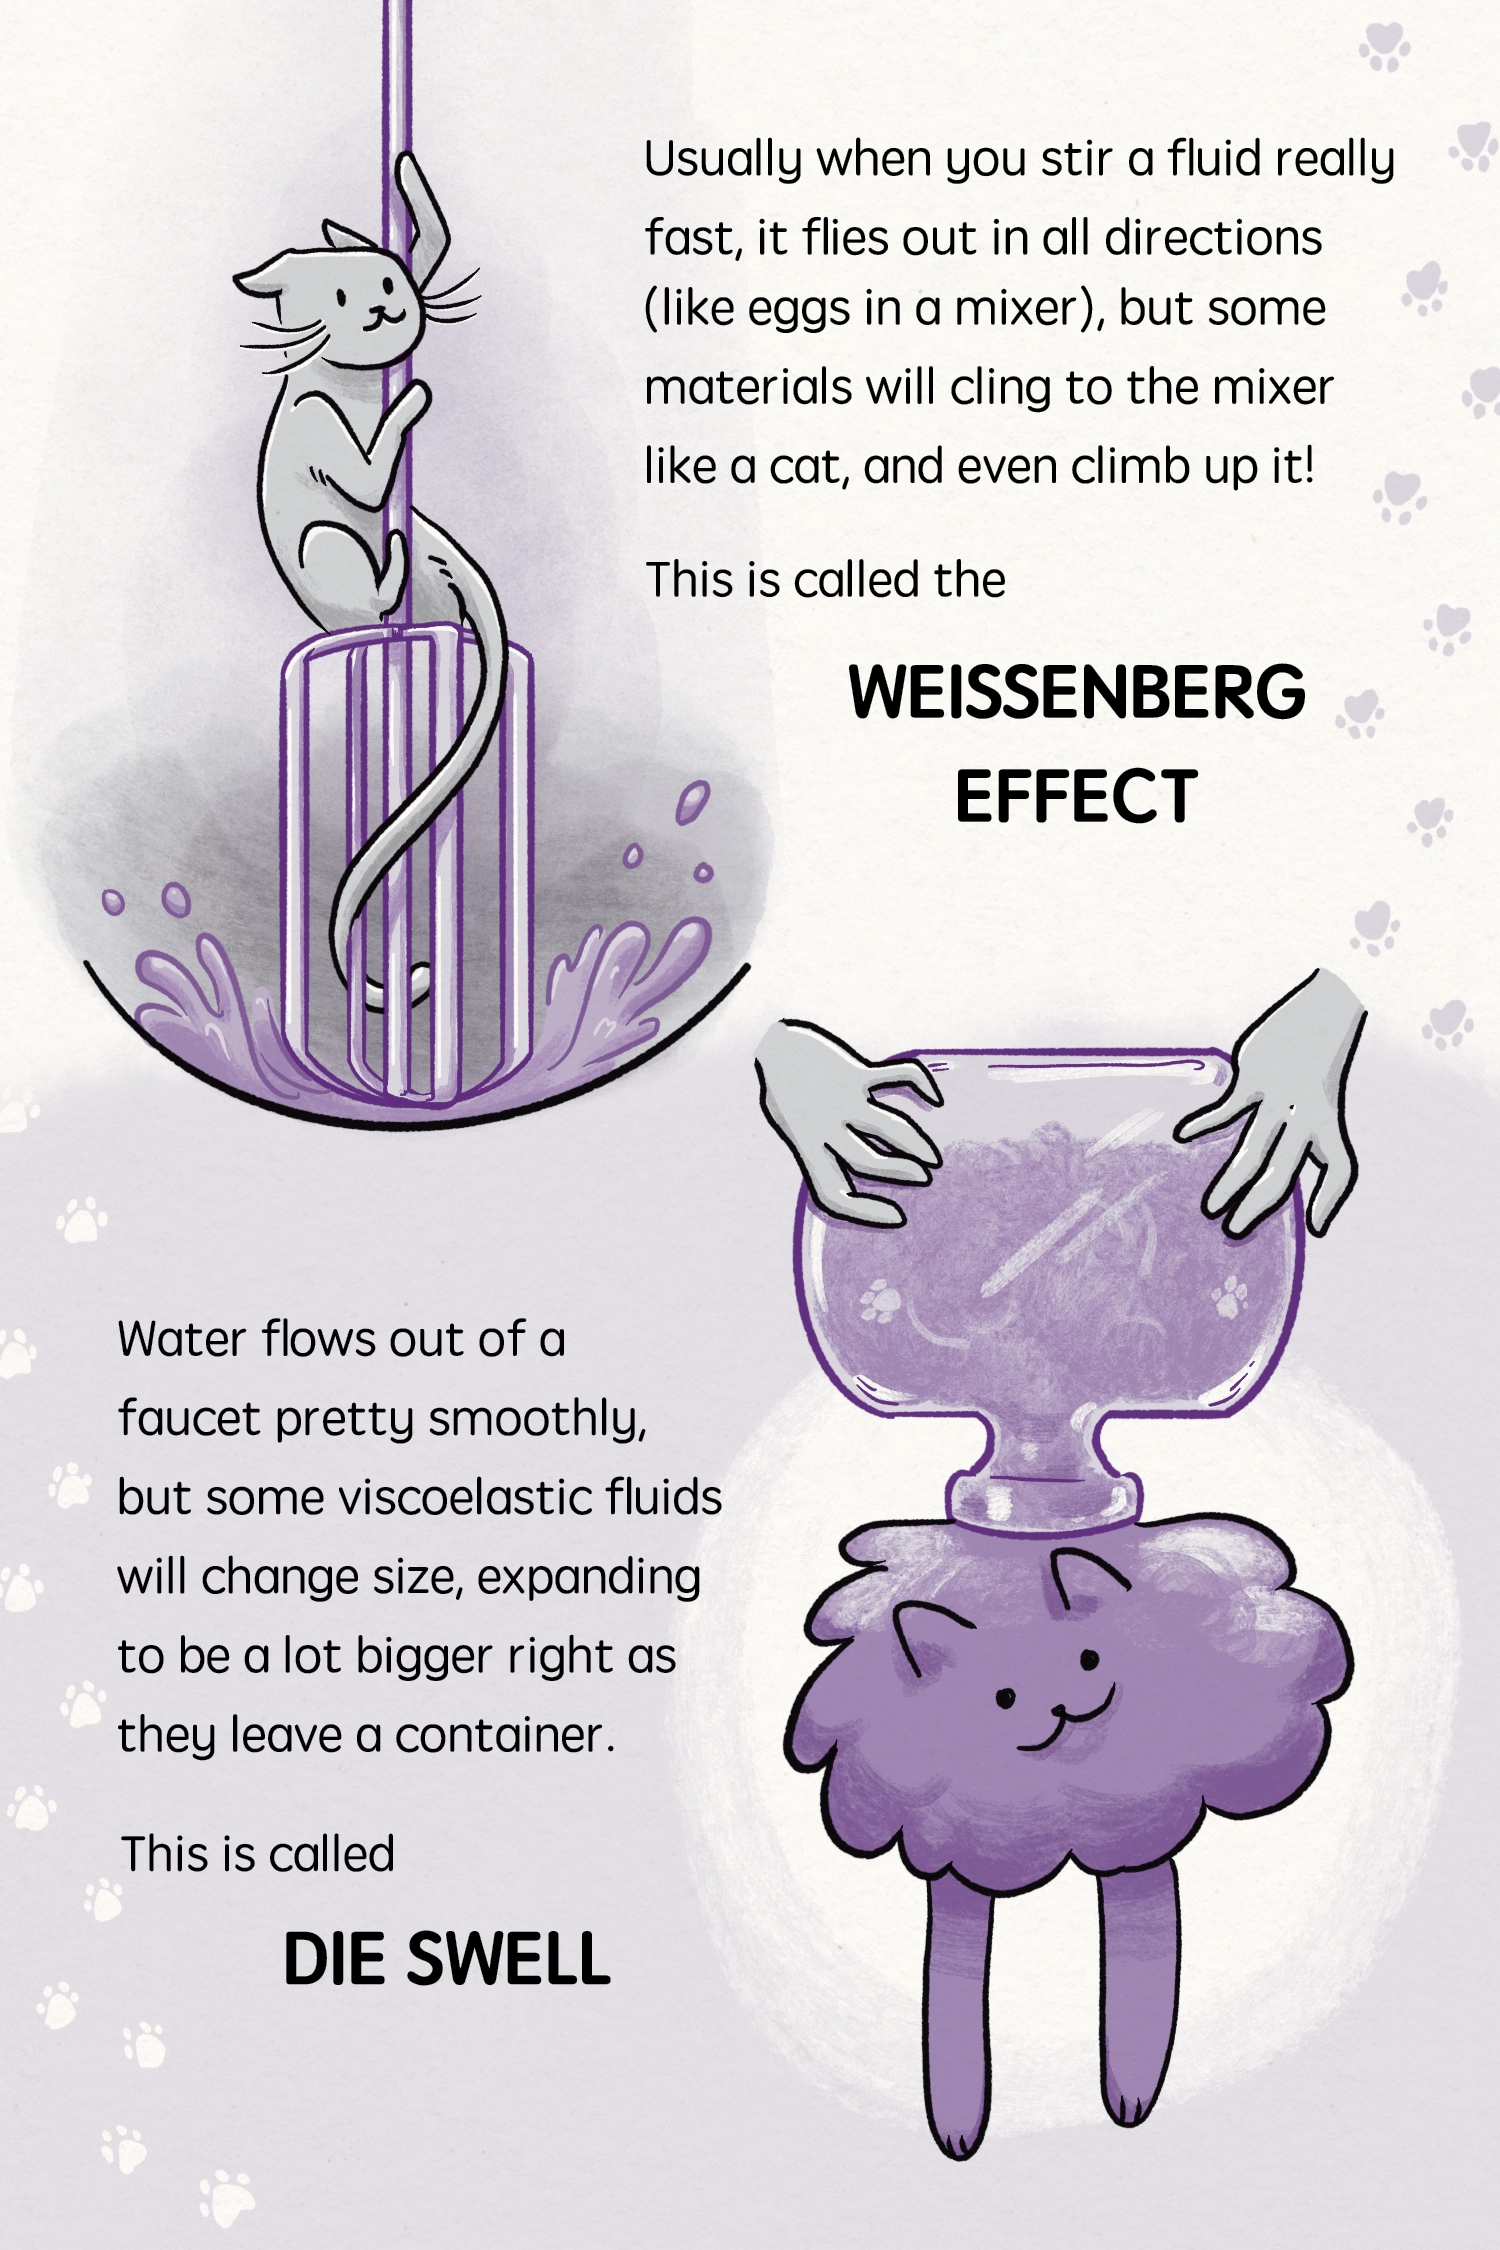 Usually when you stir a fluid really
fast, it flies out in all directions
(like eggs in a mixer), but some
materials will cling to the mixer
like a cat, and even climb up it!
This is called the
WEISSENBERG
EFFECT
Water flows out of a
faucet pretty smoothly,
but some viscoelastic fluids
will change size, expanding
to be a lot bigger right as
they leave a container.
This is called
DIE SWELL